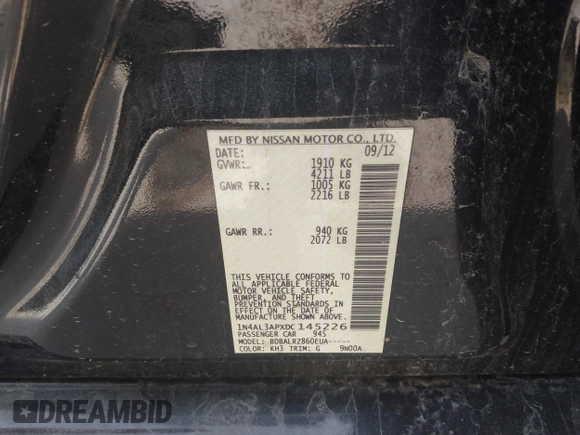 MFD BY NISSAN MOTOR CO., LTD.
DATE: 09/12
GVWR: 1910 KG
4211 LB
GAWR FR.: 1005 KG
2216 LB
GAWR RR.: 940 KG
2072 LB
THIS VEHICLE CONFORMS TO
ALL APPLICABLE FEDERAL
MOTOR VEHICLE SAFETY,
BUMPER, AND THEFT
PREVENTION STANDARDS IN
EFFECT ON THE DATE OF
MANUFACTURE SHOWN ABOVE.
1N4AL3APXDC145226
PASSENGER CAR 945
MODEL: BDBALRZ860EUA-----
COLOR: KH3 TRIM: G 9N00A
DREAMBID